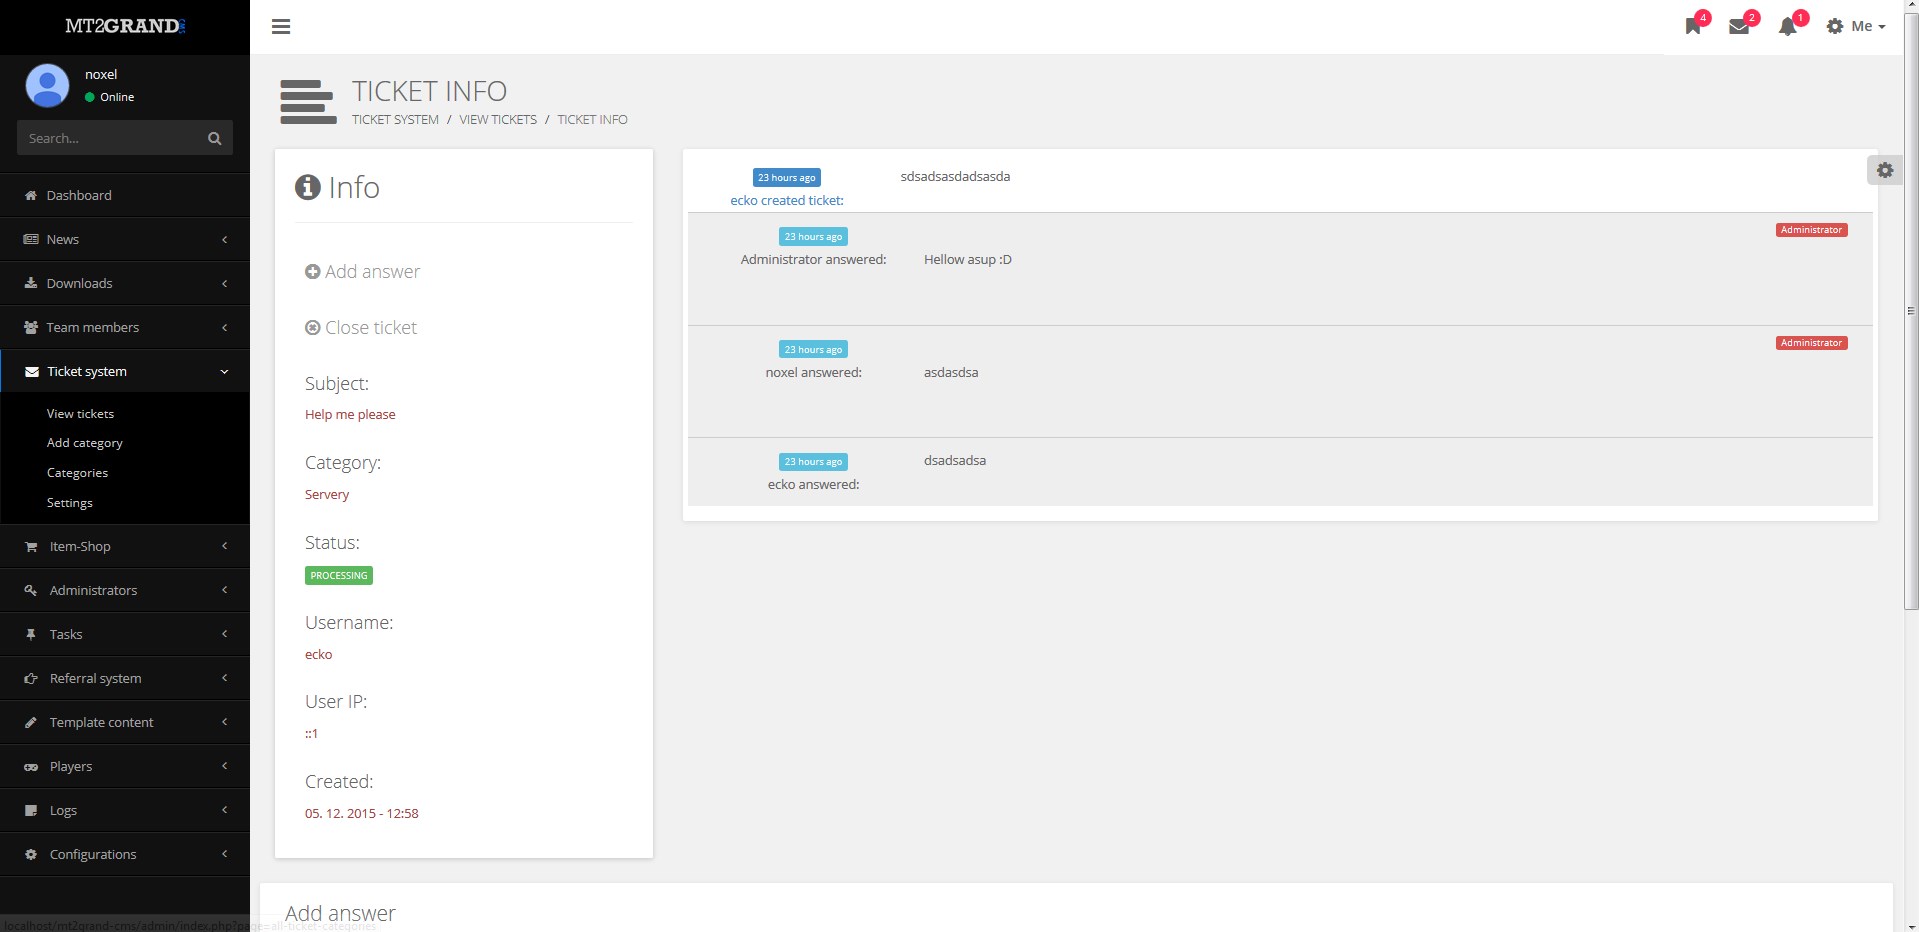 MT2GRAND CMS
4
2
1
Me
noxel
Online
Search...
Dashboard
News
Downloads
Team members
Ticket system
View tickets
Add category
Categories
Settings
Item-Shop
Administrators
Tasks
Referral system
Template content
Players
Logs
Configurations
TICKET INFO
TICKET SYSTEM / VIEW TICKETS / TICKET INFO
Info
Add answer
Close ticket
Subject:
Help me please
Category:
Servery
Status:
PROCESSING
Username:
ecko
User IP:
::1
Created:
05. 12. 2015 - 12:58
23 hours ago
sdsadsasdadsasda
ecko created ticket:
23 hours ago
Administrator
Administrator answered:
Hellow asup :D
23 hours ago
Administrator
noxel answered:
asdasdsa
23 hours ago
dsadsadsa
ecko answered:
Add answer
localhost/mt2grand-cms/admin/index.php?page=all-ticket-categories